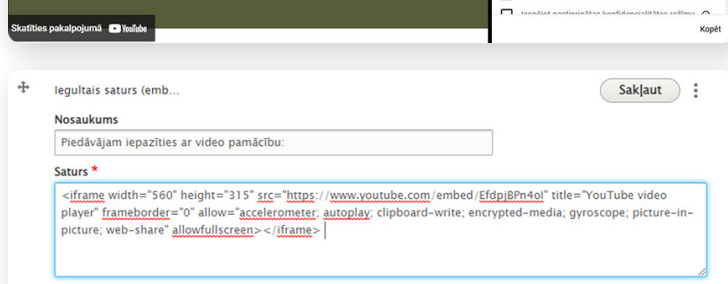 Iespējot pastiprinātas konfidencialitātes režīmu
Skatīties pakalpojumā YouTube
Kopēt
Iegultais saturs (emb...
Sakļaut
Nosaukums
Piedāvājam iepazīties ar video pamācību:
Saturs *
<iframe width="560" height="315" src="https://www.youtube.com/embed/EfdpjBPn4oI" title="YouTube video
player" frameborder="0" allow="accelerometer; autoplay; clipboard-write; encrypted-media; gyroscope; picture-in-
picture; web-share" allowfullscreen></iframe>